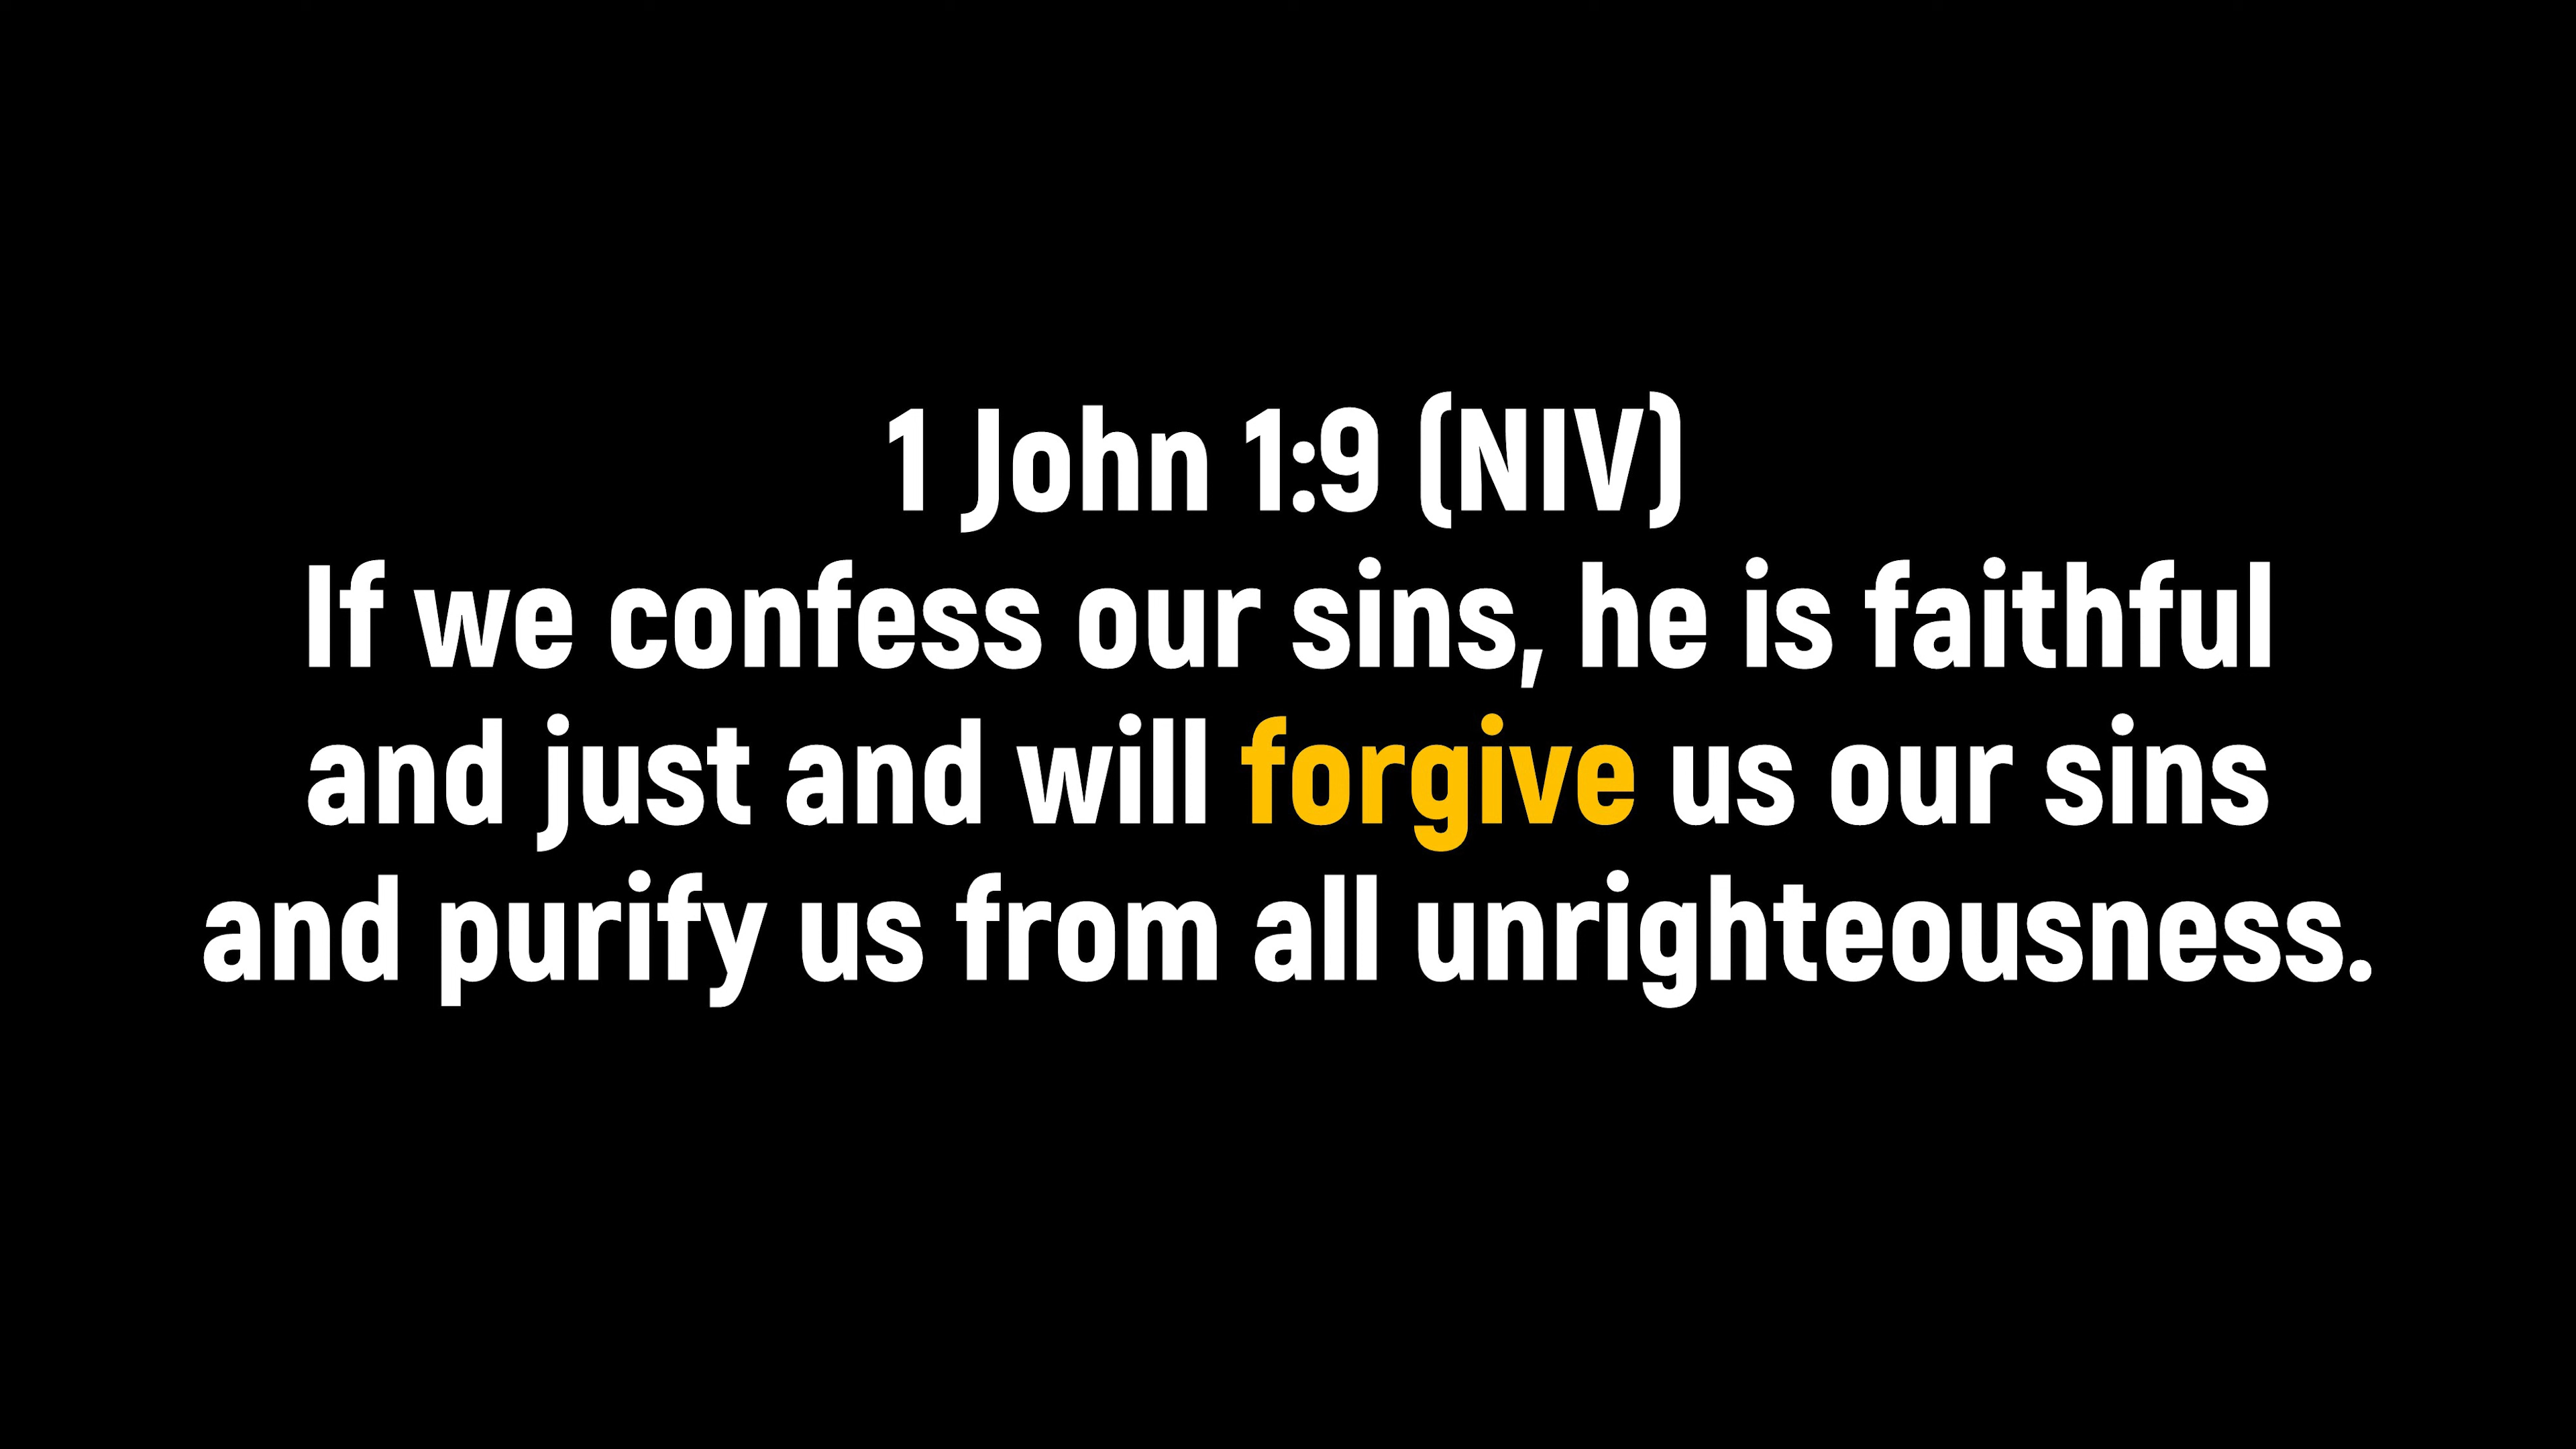 1 John 1:9 (NIV)
If we confess our sins, he is faithful
and just and will forgive us our sins
and purify us from all unrighteousness.